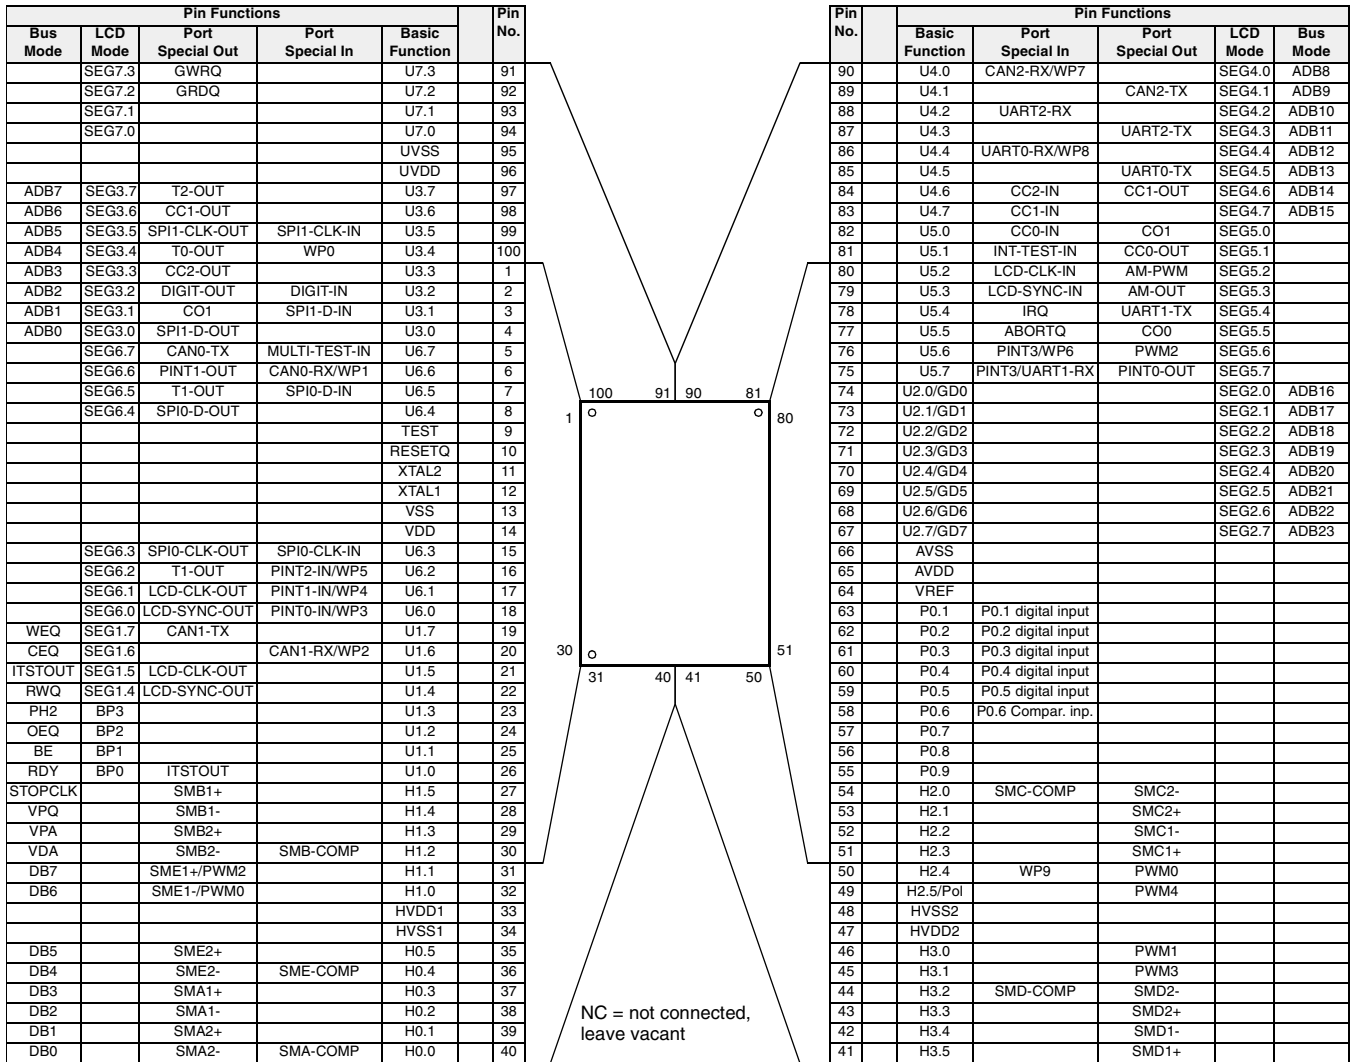 Pin Functions Pin No.
Bus Mode LCD Mode Port Special Out Port Special In Basic Function
SEG7.3 GWRQ U7.3 91
SEG7.2 GRDQ U7.2 92
SEG7.1 U7.1 93
SEG7.0 U7.0 94
UVSS 95
UVDD 96
ADB7 SEG3.7 T2-OUT U3.7 97
ADB6 SEG3.6 CC1-OUT U3.6 98
ADB5 SEG3.5 SPI1-CLK-OUT SPI1-CLK-IN U3.5 99
ADB4 SEG3.4 T0-OUT WP0 U3.4 100
ADB3 SEG3.3 CC2-OUT U3.3 1
ADB2 SEG3.2 DIGIT-OUT DIGIT-IN U3.2 2
ADB1 SEG3.1 CO1 SPI1-D-IN U3.1 3
ADB0 SEG3.0 SPI1-D-OUT U3.0 4
SEG6.7 CAN0-TX MULTI-TEST-IN U6.7 5
SEG6.6 PINT1-OUT CAN0-RX/WP1 U6.6 6
SEG6.5 T1-OUT SPI0-D-IN U6.5 7
SEG6.4 SPI0-D-OUT U6.4 8
TEST 9
RESETQ 10
XTAL2 11
XTAL1 12
VSS 13
VDD 14
SEG6.3 SPI0-CLK-OUT SPI0-CLK-IN U6.3 15
SEG6.2 T1-OUT PINT2-IN/WP5 U6.2 16
SEG6.1 LCD-CLK-OUT PINT1-IN/WP4 U6.1 17
SEG6.0 LCD-SYNC-OUT PINT0-IN/WP3 U6.0 18
WEQ SEG1.7 CAN1-TX U1.7 19
CEQ SEG1.6 CAN1-RX/WP2 U1.6 20
ITSTOUT SEG1.5 LCD-CLK-OUT U1.5 21
RWQ SEG1.4 LCD-SYNC-OUT U1.4 22
PH2 BP3 U1.3 23
OEQ BP2 U1.2 24
BE BP1 U1.1 25
RDY BP0 ITSTOUT U1.0 26
STOPCLK SMB1+ H1.5 27
VPQ SMB1- H1.4 28
VPA SMB2+ H1.3 29
VDA SMB2- SMB-COMP H1.2 30
DB7 SME1+/PWM2 H1.1 31
DB6 SME1-/PWM0 H1.0 32
HVDD1 33
HVSS1 34
DB5 SME2+ H0.5 35
DB4 SME2- SME-COMP H0.4 36
DB3 SMA1+ H0.3 37
DB2 SMA1- H0.2 38
DB1 SMA2+ H0.1 39
DB0 SMA2- SMA-COMP H0.0 40
100 91 90 81
1 80
30 51
31 40 41 50
NC = not connected,
leave vacant
Pin No. Pin Functions
Basic Function Port Special In Port Special Out LCD Mode Bus Mode
90 U4.0 CAN2-RX/WP7 SEG4.0 ADB8
89 U4.1 CAN2-TX SEG4.1 ADB9
88 U4.2 UART2-RX SEG4.2 ADB10
87 U4.3 UART2-TX SEG4.3 ADB11
86 U4.4 UART0-RX/WP8 SEG4.4 ADB12
85 U4.5 UART0-TX SEG4.5 ADB13
84 U4.6 CC2-IN CC1-OUT SEG4.6 ADB14
83 U4.7 CC1-IN SEG4.7 ADB15
82 U5.0 CC0-IN CO1 SEG5.0
81 U5.1 INT-TEST-IN CC0-OUT SEG5.1
80 U5.2 LCD-CLK-IN AM-PWM SEG5.2
79 U5.3 LCD-SYNC-IN AM-OUT SEG5.3
78 U5.4 IRQ UART1-TX SEG5.4
77 U5.5 ABORTQ CO0 SEG5.5
76 U5.6 PINT3/WP6 PWM2 SEG5.6
75 U5.7 PINT3/UART1-RX PINT0-OUT SEG5.7
74 U2.0/GD0 SEG2.0 ADB16
73 U2.1/GD1 SEG2.1 ADB17
72 U2.2/GD2 SEG2.2 ADB18
71 U2.3/GD3 SEG2.3 ADB19
70 U2.4/GD4 SEG2.4 ADB20
69 U2.5/GD5 SEG2.5 ADB21
68 U2.6/GD6 SEG2.6 ADB22
67 U2.7/GD7 SEG2.7 ADB23
66 AVSS
65 AVDD
64 VREF
63 P0.1 P0.1 digital input
62 P0.2 P0.2 digital input
61 P0.3 P0.3 digital input
60 P0.4 P0.4 digital input
59 P0.5 P0.5 digital input
58 P0.6 P0.6 Compar. inp.
57 P0.7
56 P0.8
55 P0.9
54 H2.0 SMC-COMP SMC2-
53 H2.1 SMC2+
52 H2.2 SMC1-
51 H2.3 SMC1+
50 H2.4 WP9 PWM0
49 H2.5/Pol PWM4
48 HVSS2
47 HVDD2
46 H3.0 PWM1
45 H3.1 PWM3
44 H3.2 SMD-COMP SMD2-
43 H3.3 SMD2+
42 H3.4 SMD1-
41 H3.5 SMD1+